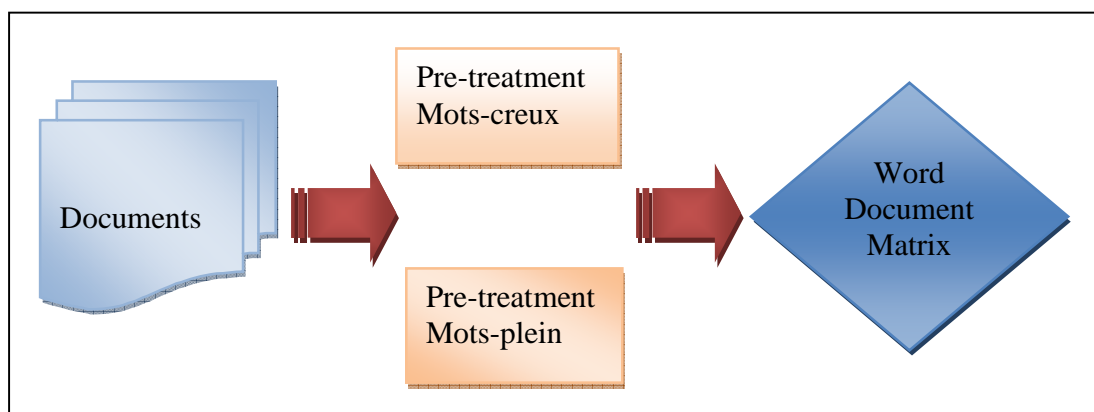 Documents
Pre-treatment
Mots-creux
Pre-treatment
Mots-plein
Word
Document
Matrix